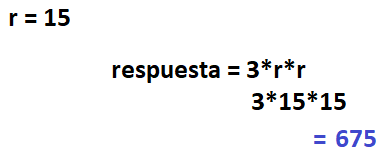 r = 15
respuesta = 3*r*r
3*15*15
= 675